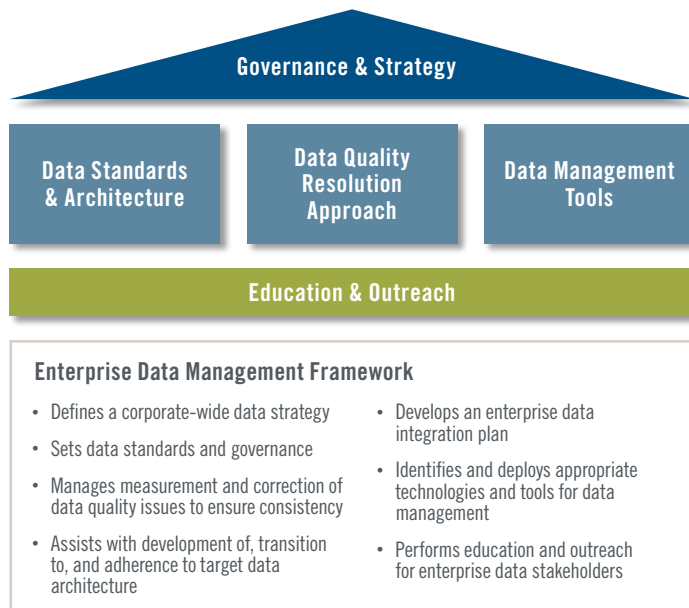 Governance & Strategy
Data Standards
& Architecture
Data Quality
Resolution
Approach
Data Management
Tools
Education & Outreach
Enterprise Data Management Framework
• Defines a corporate-wide data strategy
• Sets data standards and governance
• Manages measurement and correction of
data quality issues to ensure consistency
• Assists with development of, transition
to, and adherence to target data
architecture
• Develops an enterprise data
integration plan
• Identifies and deploys appropriate
technologies and tools for data
management
• Performs education and outreach
for enterprise data stakeholders